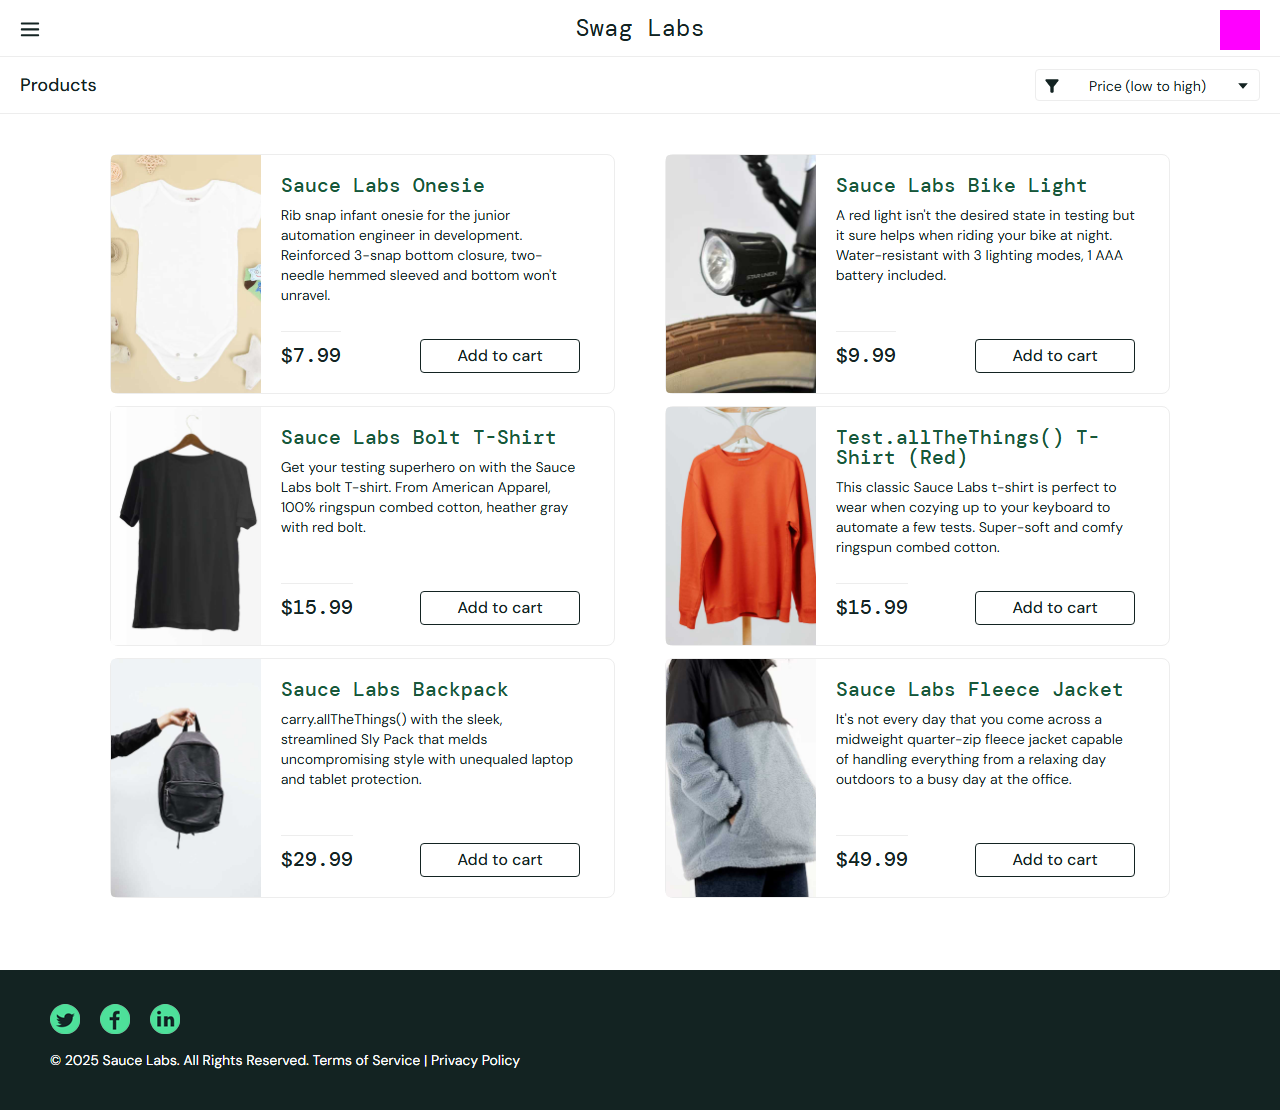 Swag Labs
Products
Price (low to high)
Sauce Labs Onesie
Rib snap infant onesie for the junior
automation engineer in development.
Reinforced 3-snap bottom closure, two-
needle hemmed sleeved and bottom won't
unravel.
$7.99
Add to cart
Sauce Labs Bike Light
A red light isn't the desired state in testing but
it sure helps when riding your bike at night.
Water-resistant with 3 lighting modes, 1 AAA
battery included.
$9.99
Add to cart
Sauce Labs Bolt T-Shirt
Get your testing superhero on with the Sauce
Labs bolt T-shirt. From American Apparel,
100% ringspun combed cotton, heather gray
with red bolt.
$15.99
Add to cart
Test.allTheThings() T-
Shirt (Red)
This classic Sauce Labs t-shirt is perfect to
wear when cozying up to your keyboard to
automate a few tests. Super-soft and comfy
ringspun combed cotton.
$15.99
Add to cart
Sauce Labs Backpack
carry.allTheThings() with the sleek,
streamlined Sly Pack that melds
uncompromising style with unequaled laptop
and tablet protection.
$29.99
Add to cart
Sauce Labs Fleece Jacket
It's not every day that you come across a
midweight quarter-zip fleece jacket capable
of handling everything from a relaxing day
outdoors to a busy day at the office.
$49.99
Add to cart
© 2025 Sauce Labs. All Rights Reserved. Terms of Service | Privacy Policy